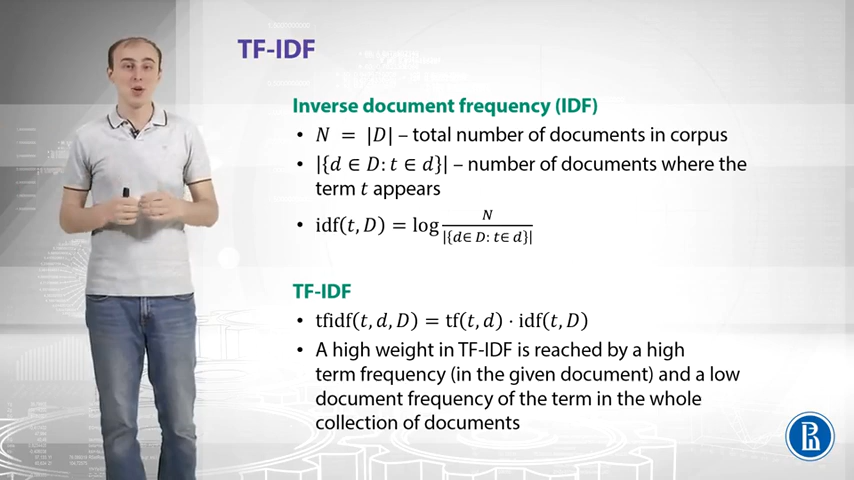 TF-IDF
Inverse document frequency (IDF)
• N = |D| – total number of documents in corpus
• |{d ∈ D: t ∈ d}| – number of documents where the
term t appears
• idf(t, D) = log N / |{d∈ D: t∈ d}|
TF-IDF
• tfidf(t, d, D) = tf(t, d) · idf(t, D)
• A high weight in TF-IDF is reached by a high
term frequency (in the given document) and a low
document frequency of the term in the whole
collection of documents